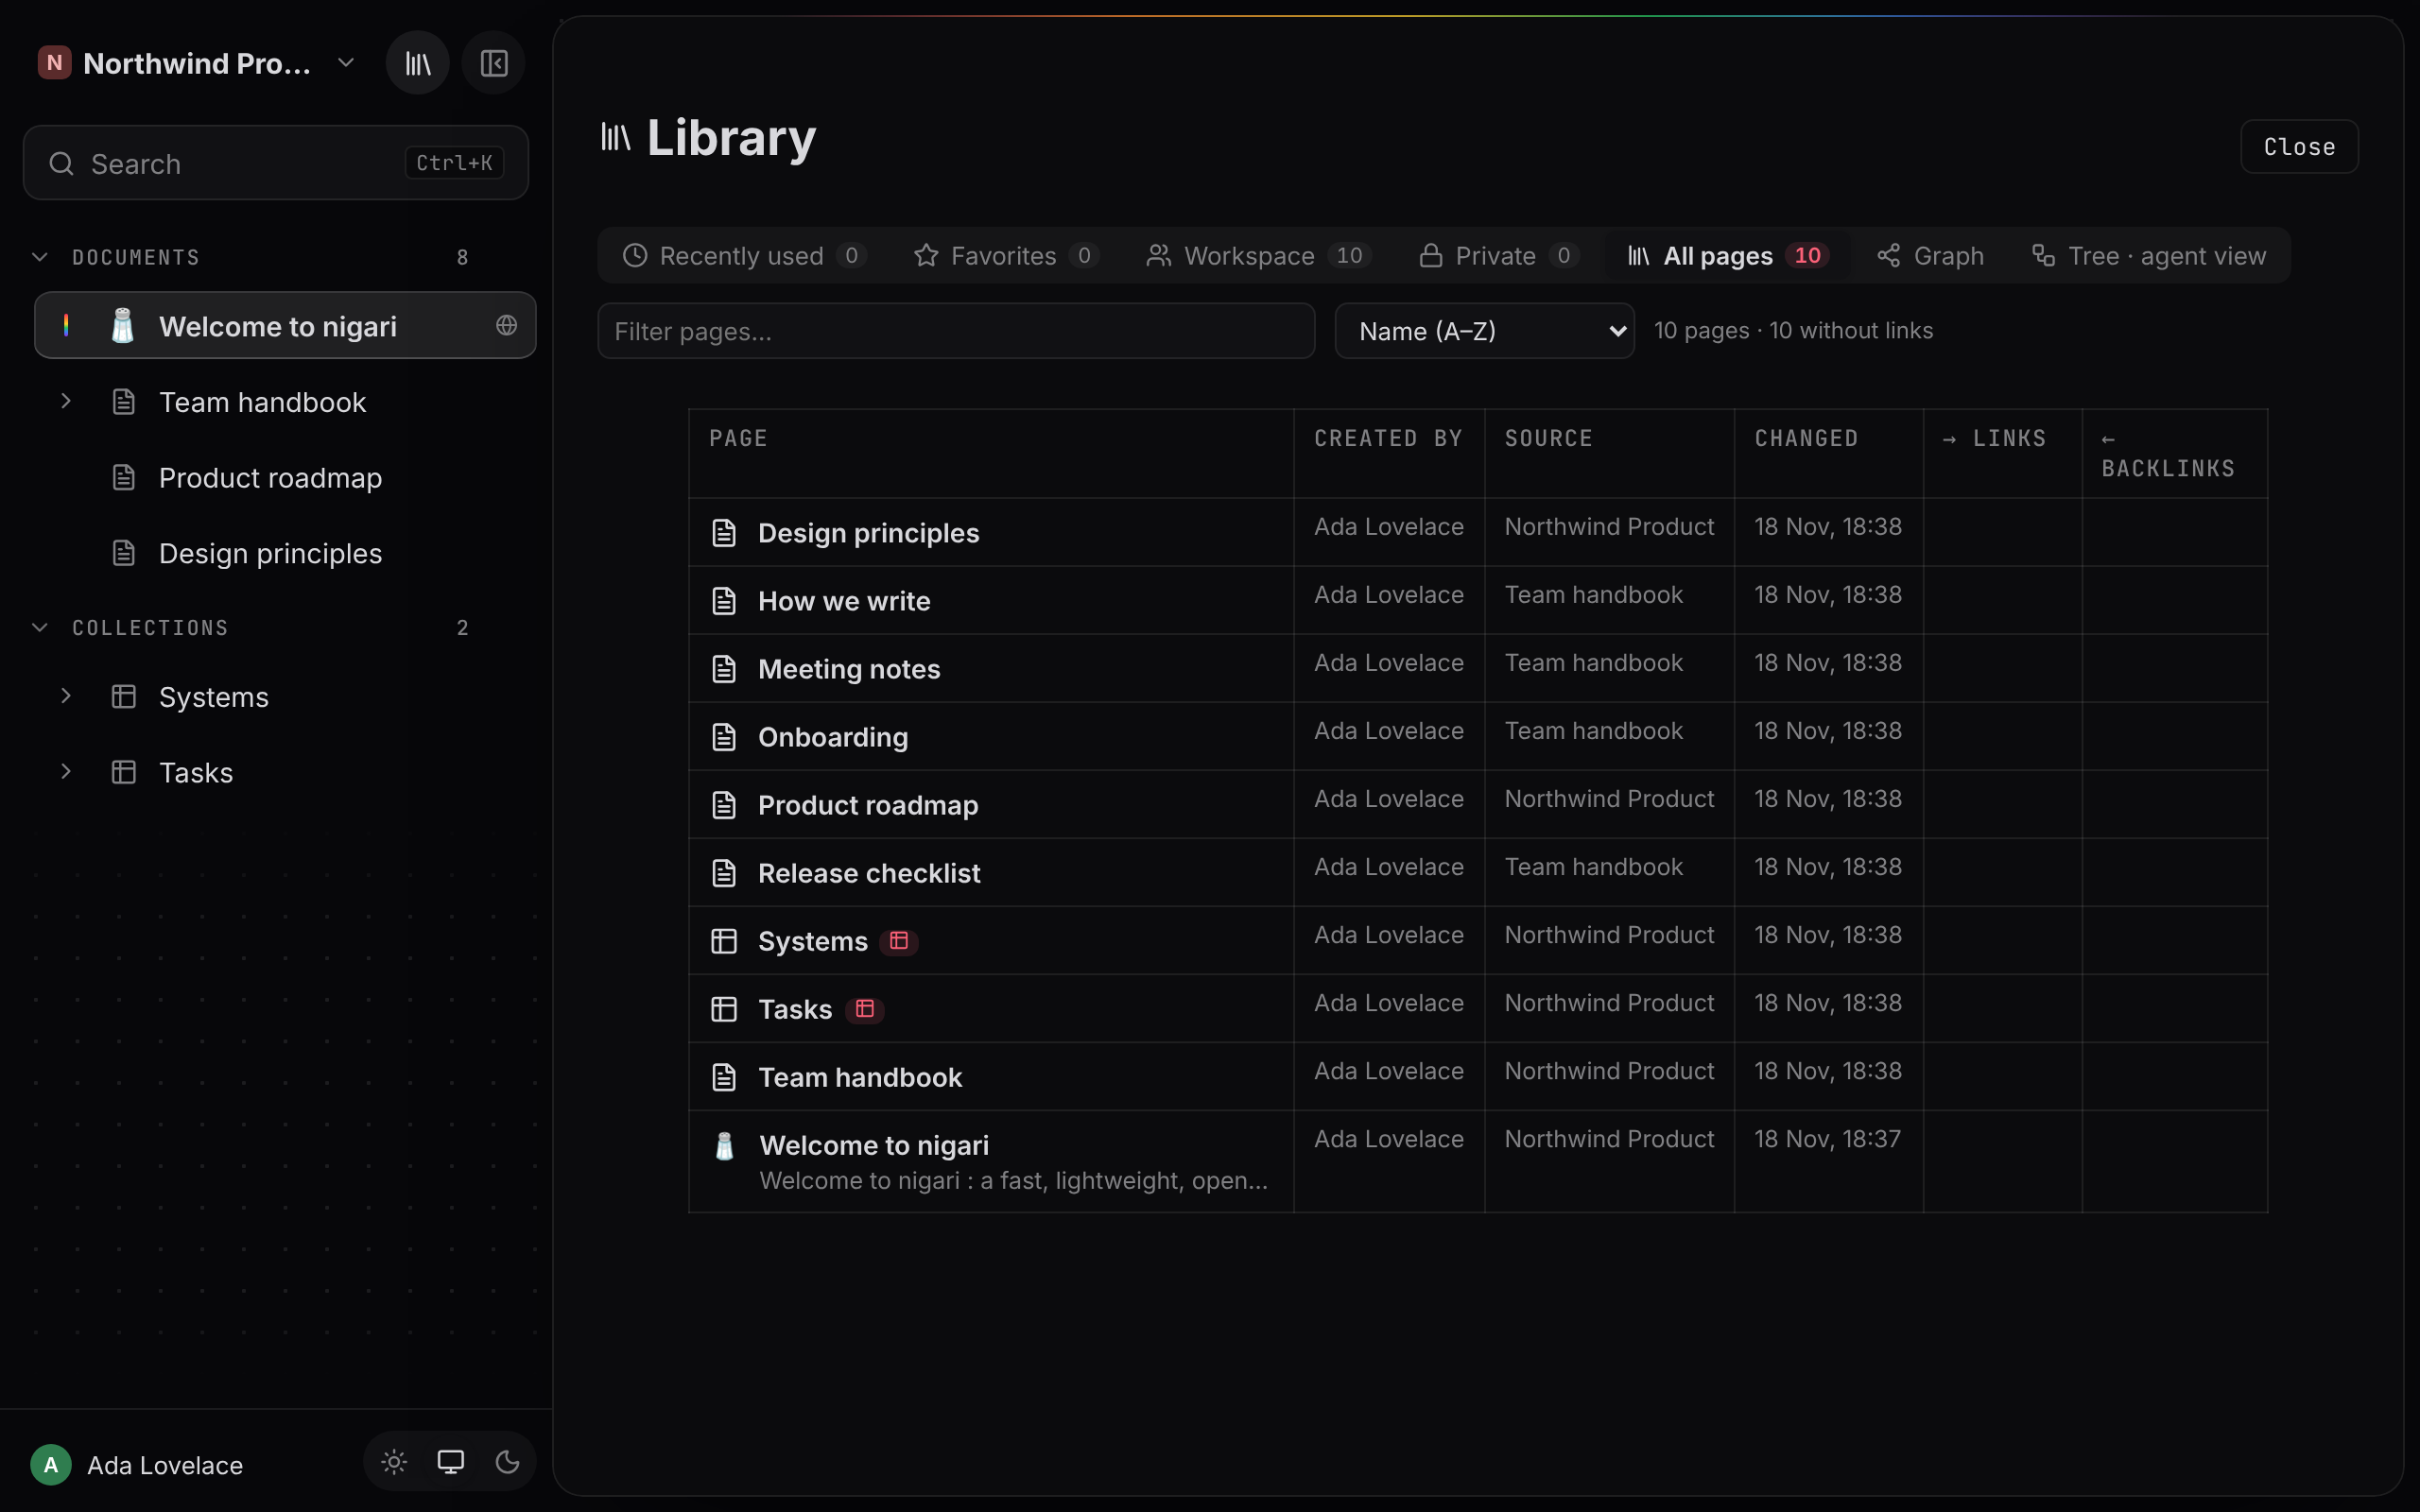 N Northwind Pro...
Search Ctrl+K
DOCUMENTS 8
Welcome to nigari
Team handbook
Product roadmap
Design principles
COLLECTIONS 2
Systems
Tasks
A Ada Lovelace
Library
Close
Recently used 0 Favorites 0 Workspace 10 Private 0 All pages 10 Graph Tree · agent view
Filter pages... Name (A–Z) 10 pages · 10 without links
PAGE CREATED BY SOURCE CHANGED → LINKS ←
BACKLINKS
Design principles Ada Lovelace Northwind Product 18 Nov, 18:38
How we write Ada Lovelace Team handbook 18 Nov, 18:38
Meeting notes Ada Lovelace Team handbook 18 Nov, 18:38
Onboarding Ada Lovelace Team handbook 18 Nov, 18:38
Product roadmap Ada Lovelace Northwind Product 18 Nov, 18:38
Release checklist Ada Lovelace Team handbook 18 Nov, 18:38
Systems Ada Lovelace Northwind Product 18 Nov, 18:38
Tasks Ada Lovelace Northwind Product 18 Nov, 18:38
Team handbook Ada Lovelace Northwind Product 18 Nov, 18:38
Welcome to nigari Ada Lovelace Northwind Product 18 Nov, 18:37
Welcome to nigari : a fast, lightweight, open...